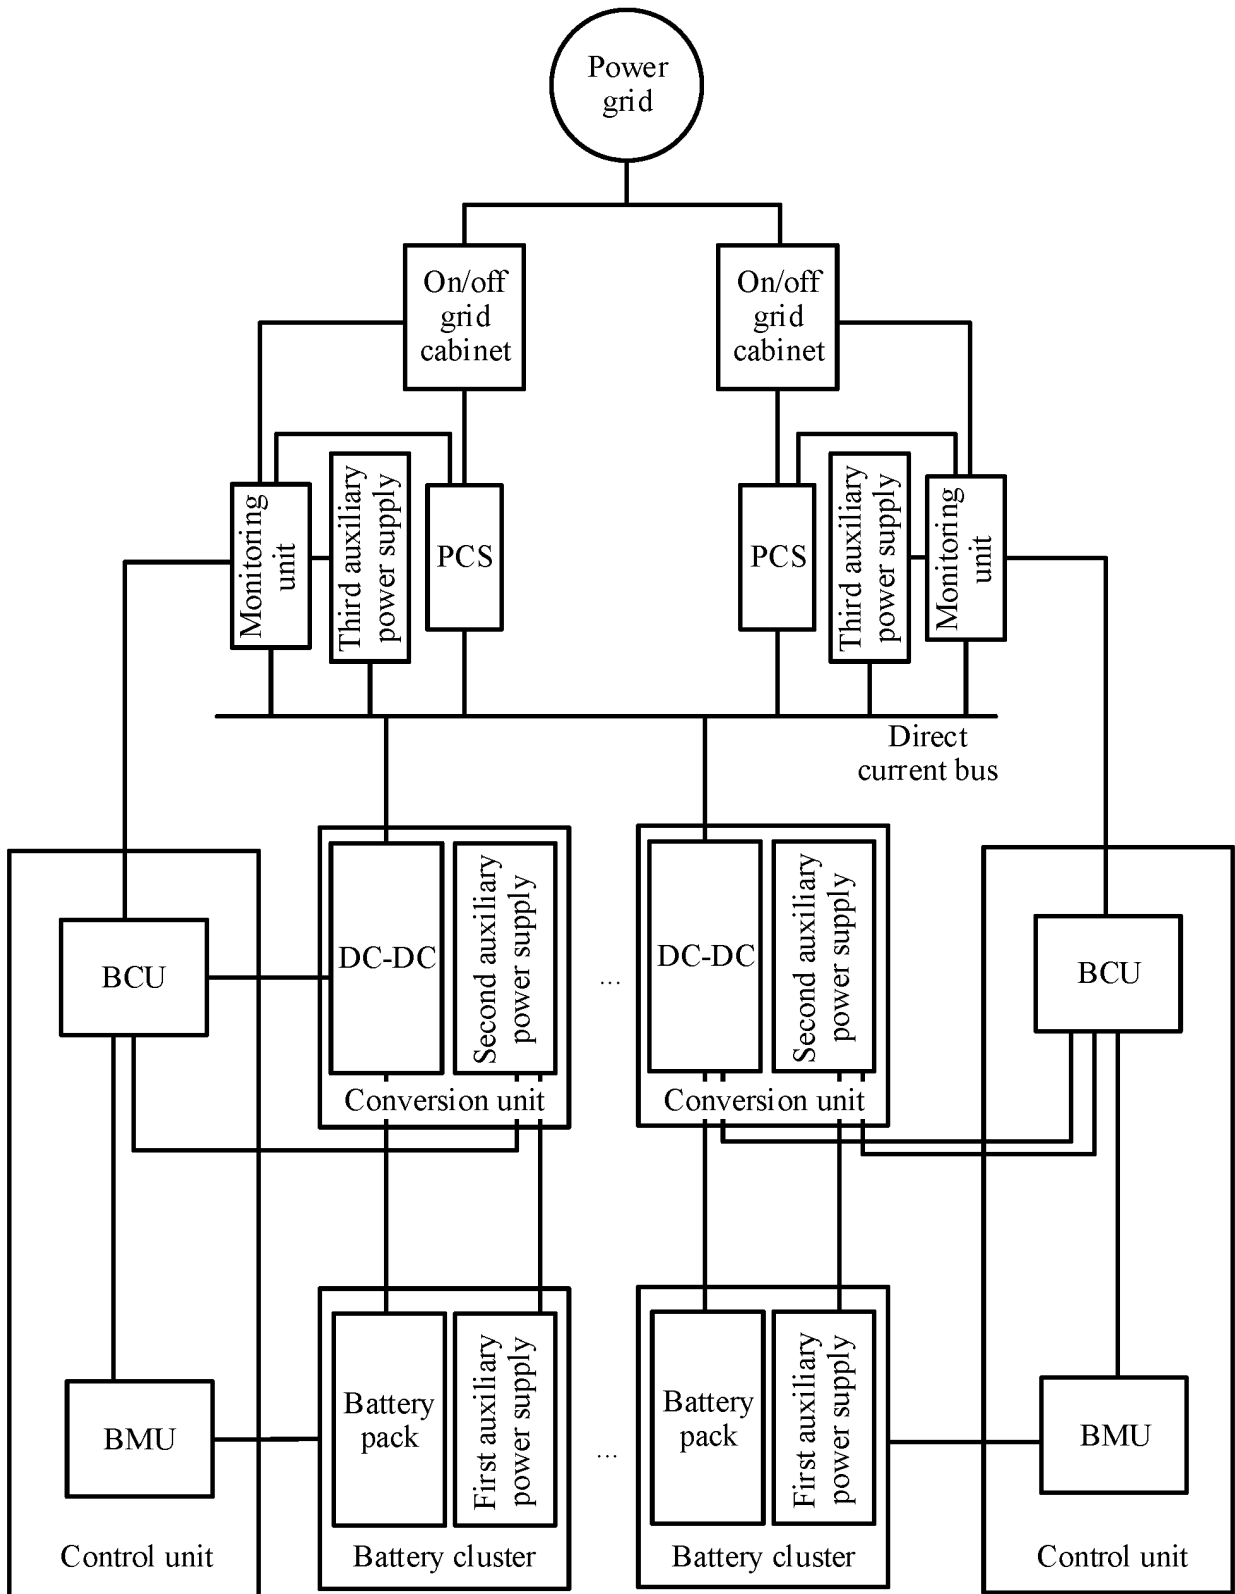 Power
grid
On/off
grid
cabinet
On/off
grid
cabinet
Monitoring
unit
Third auxiliary
power supply
PCS
PCS
Third auxiliary
power supply
Monitoring
unit
Direct
current bus
BCU
DC-DC
Second auxiliary
power supply
Conversion unit
...
DC-DC
Second auxiliary
power supply
Conversion unit
BCU
BMU
Control unit
Battery
pack
First auxiliary
power supply
Battery cluster
...
Battery
pack
First auxiliary
power supply
Battery cluster
BMU
Control unit